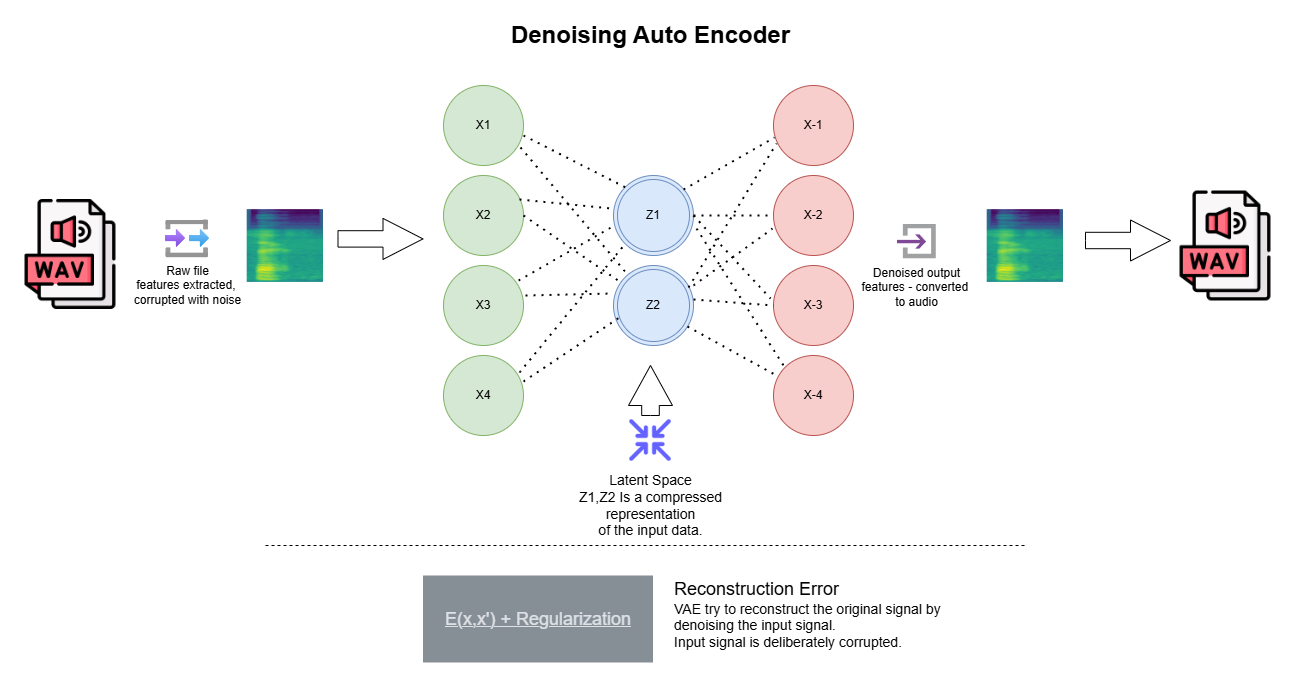 Denoising Auto Encoder
X1
X-1
X2
Z1
X-2
WAV
Raw file
features extracted,
corrupted with noise
Denoised output
features - converted
to audio
WAV
X3
Z2
X-3
X4
X-4
Latent Space
Z1,Z2 Is a compressed
representation
of the input data.
E(x,x') + Regularization
Reconstruction Error
VAE try to reconstruct the original signal by
denoising the input signal.
Input signal is deliberately corrupted.